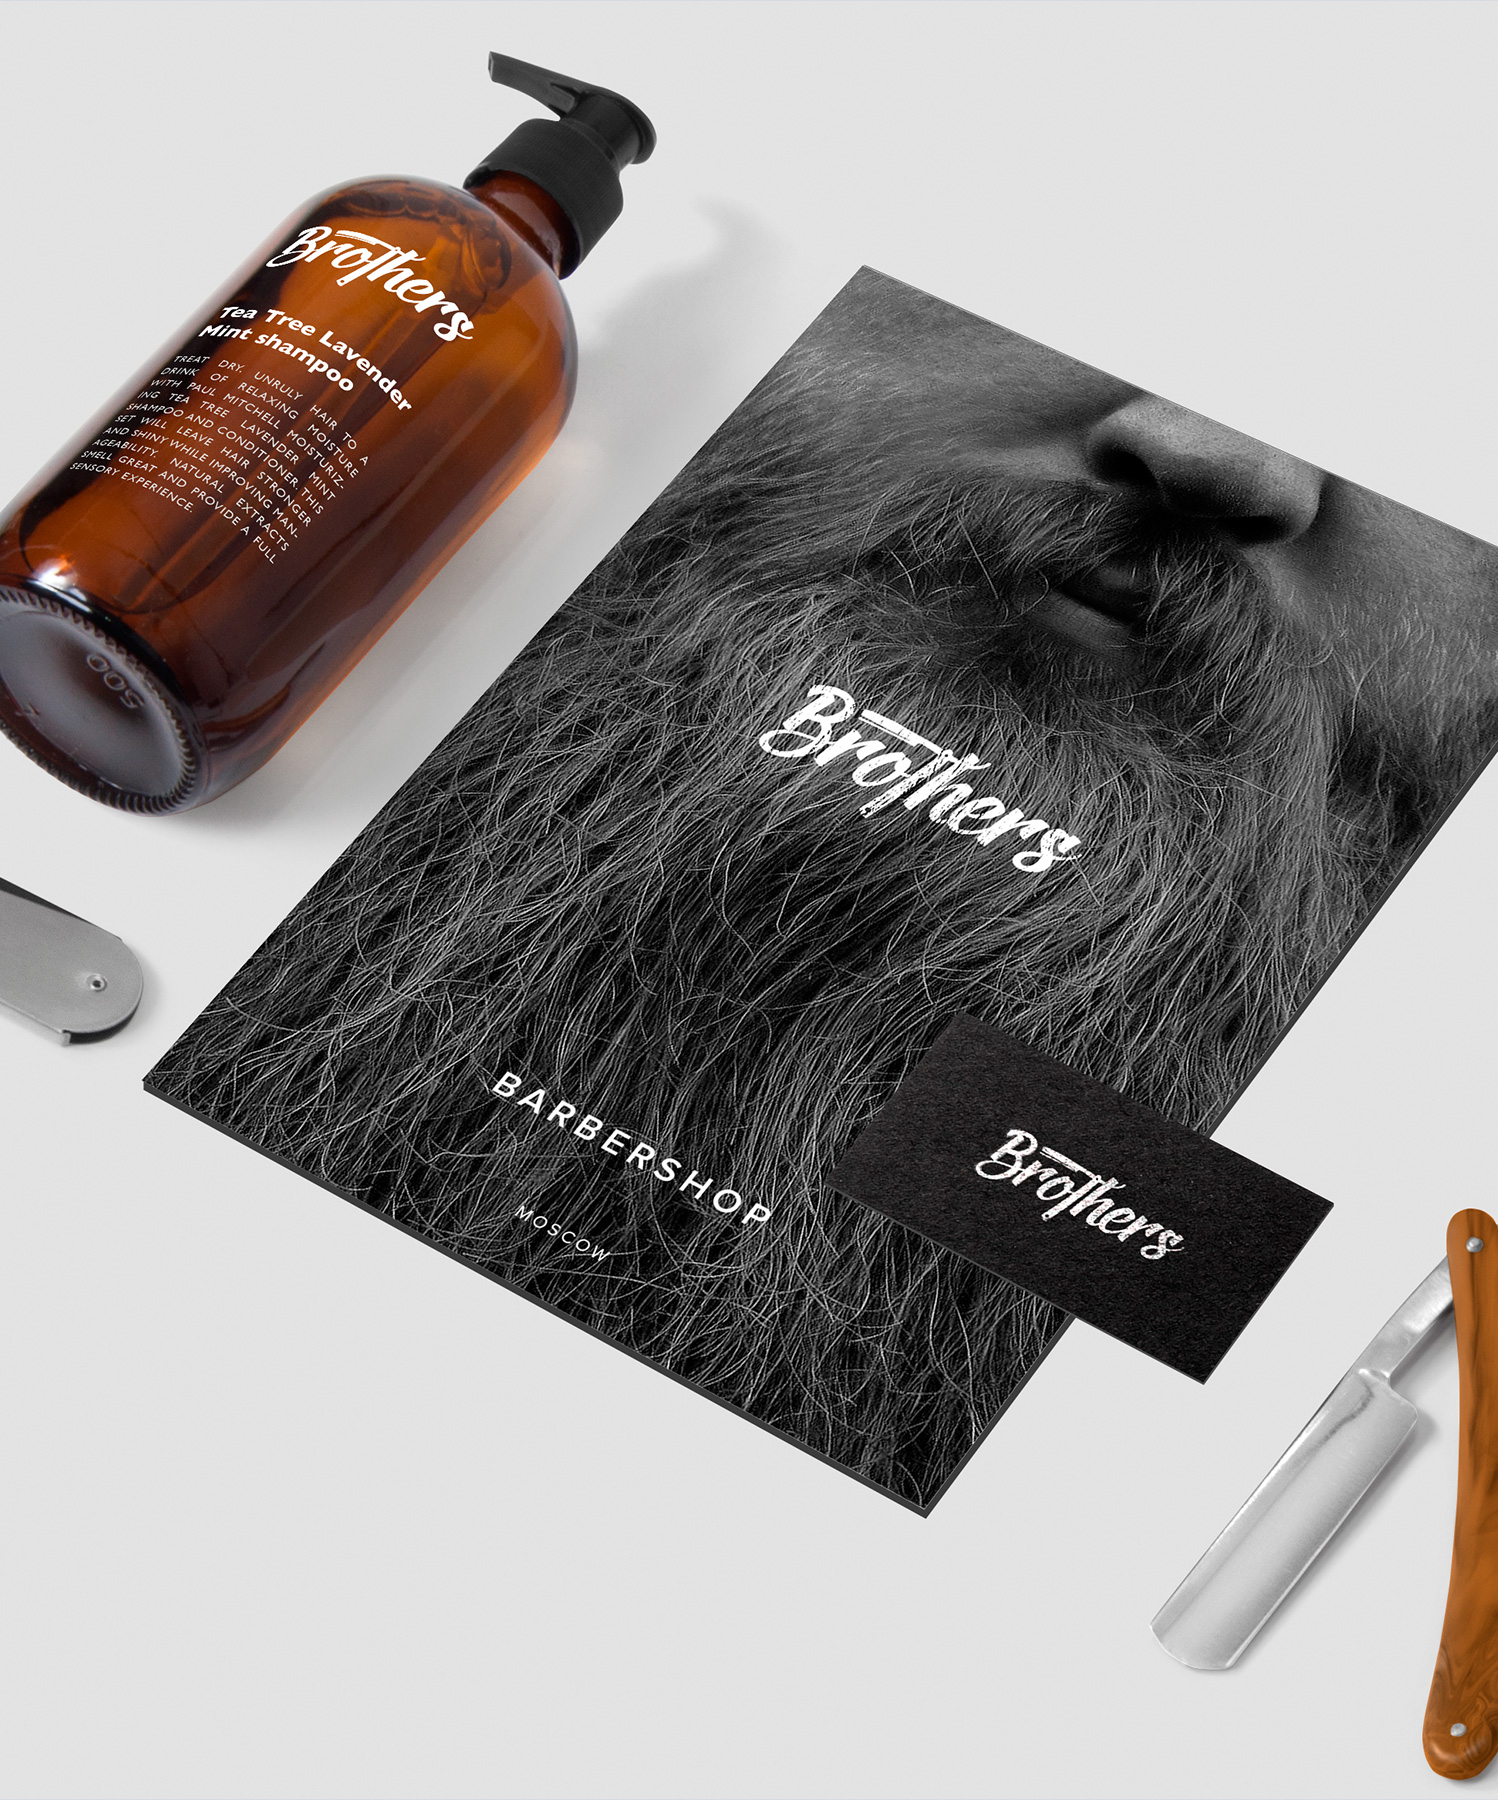 Brothers
Tea Tree Lavender
Mint shampoo
TREAT DRY, UNRULY HAIR TO A
DRINK OF RELAXING MOISTURE
WITH PAUL MITCHELL MOISTURIZ-
ING TEA TREE LAVENDER MINT
SHAMPOO AND CONDITIONER. THIS
SET WILL LEAVE HAIR STRONGER
AND SHINY WHILE IMPROVING MAN-
AGEABILITY. NATURAL EXTRACTS
SMELL GREAT AND PROVIDE A FULL
SENSORY EXPERIENCE.
500
Brothers
BARBERSHOP
MOSCOW
Brothers